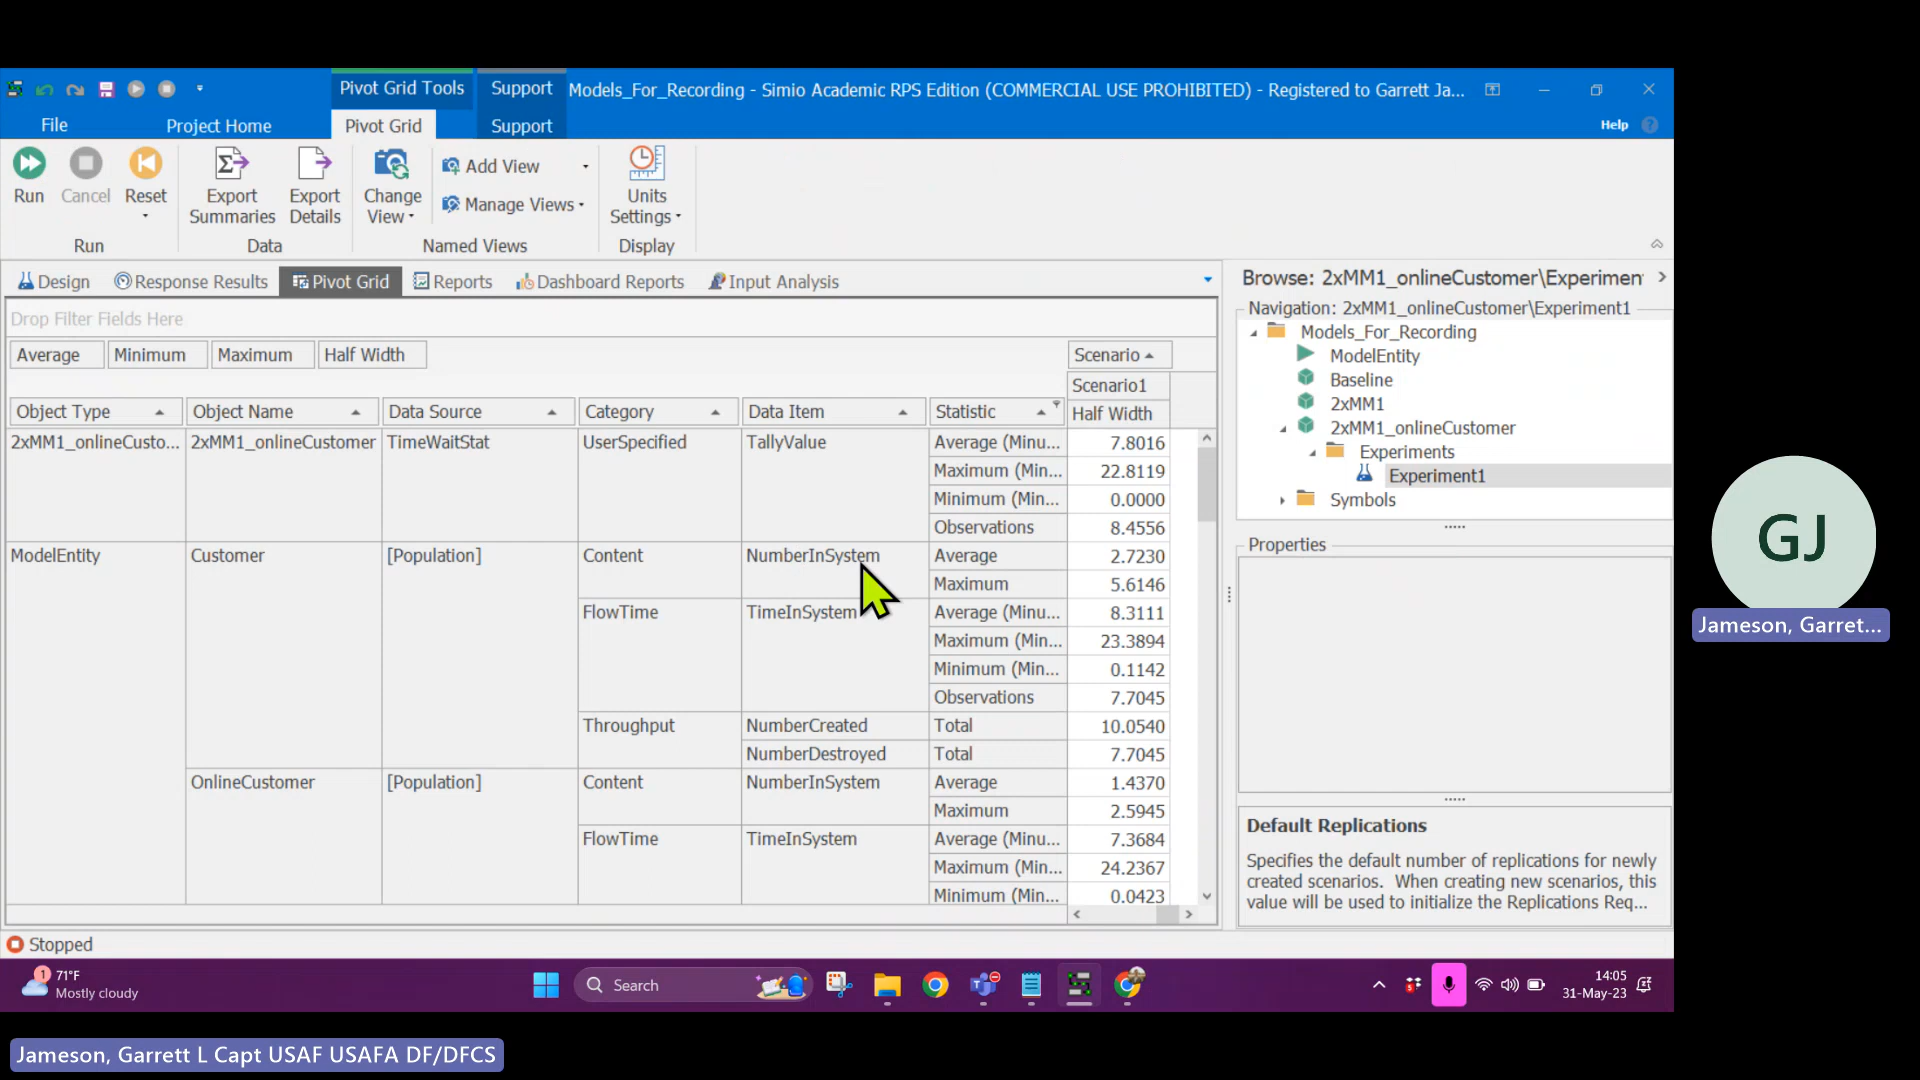 Pivot Grid Tools
Support
Models_For_Recording - Simio Academic RPS Edition (COMMERCIAL USE PROHIBITED) - Registered to Garrett Ja...
File
Project Home
Pivot Grid
Support
Help
Run
Cancel
Reset
Export Summaries
Export Details
Change View
Add View
Manage Views
Units Settings
Run
Data
Named Views
Display
Design
Response Results
Pivot Grid
Reports
Dashboard Reports
Input Analysis
Drop Filter Fields Here
Average Minimum Maximum Half Width
Scenario
Scenario1
Object Type Object Name Data Source Category Data Item Statistic Half Width
2xMM1_onlineCusto... 2xMM1_onlineCustomer TimeWaitStat UserSpecified TallyValue Average (Minu... 7.8016
Maximum (Min... 22.8119
Minimum (Min... 0.0000
Observations 8.4556
ModelEntity Customer [Population] Content NumberInSystem Average 2.7230
Maximum 5.6146
FlowTime TimeInSystem Average (Minu... 8.3111
Maximum (Min... 23.3894
Minimum (Min... 0.1142
Observations 7.7045
Throughput NumberCreated Total 10.0540
NumberDestroyed Total 7.7045
OnlineCustomer [Population] Content NumberInSystem Average 1.4370
Maximum 2.5945
FlowTime TimeInSystem Average (Minu... 7.3684
Maximum (Min... 24.2367
Minimum (Min... 0.0423
Browse: 2xMM1_onlineCustomer\Experimen
Navigation: 2xMM1_onlineCustomer\Experiment1
Models_For_Recording
ModelEntity
Baseline
2xMM1
2xMM1_onlineCustomer
Experiments
Experiment1
Symbols
Properties
Default Replications
Specifies the default number of replications for newly
created scenarios. When creating new scenarios, this
value will be used to initialize the Replications Req...
Stopped
1
71°F
Mostly cloudy
Search
14:05
31-May-23
GJ
Jameson, Garret...
Jameson, Garrett L Capt USAF USAFA DF/DFCS